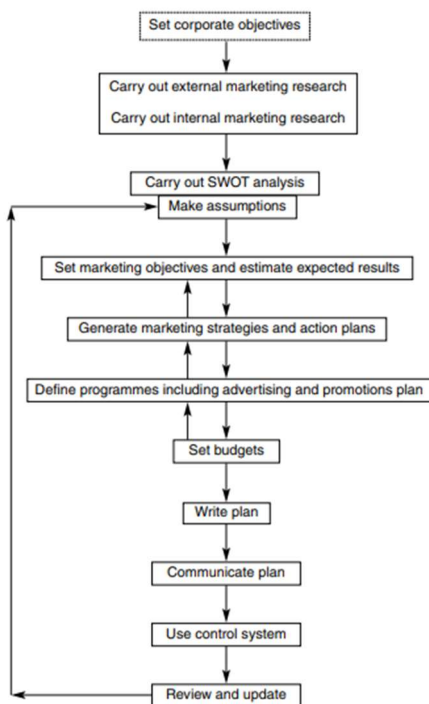 Set corporate objectives
Carry out external marketing research
Carry out internal marketing research
Carry out SWOT analysis
Make assumptions
Set marketing objectives and estimate expected results
Generate marketing strategies and action plans
Define programmes including advertising and promotions plan
Set budgets
Write plan
Communicate plan
Use control system
Review and update